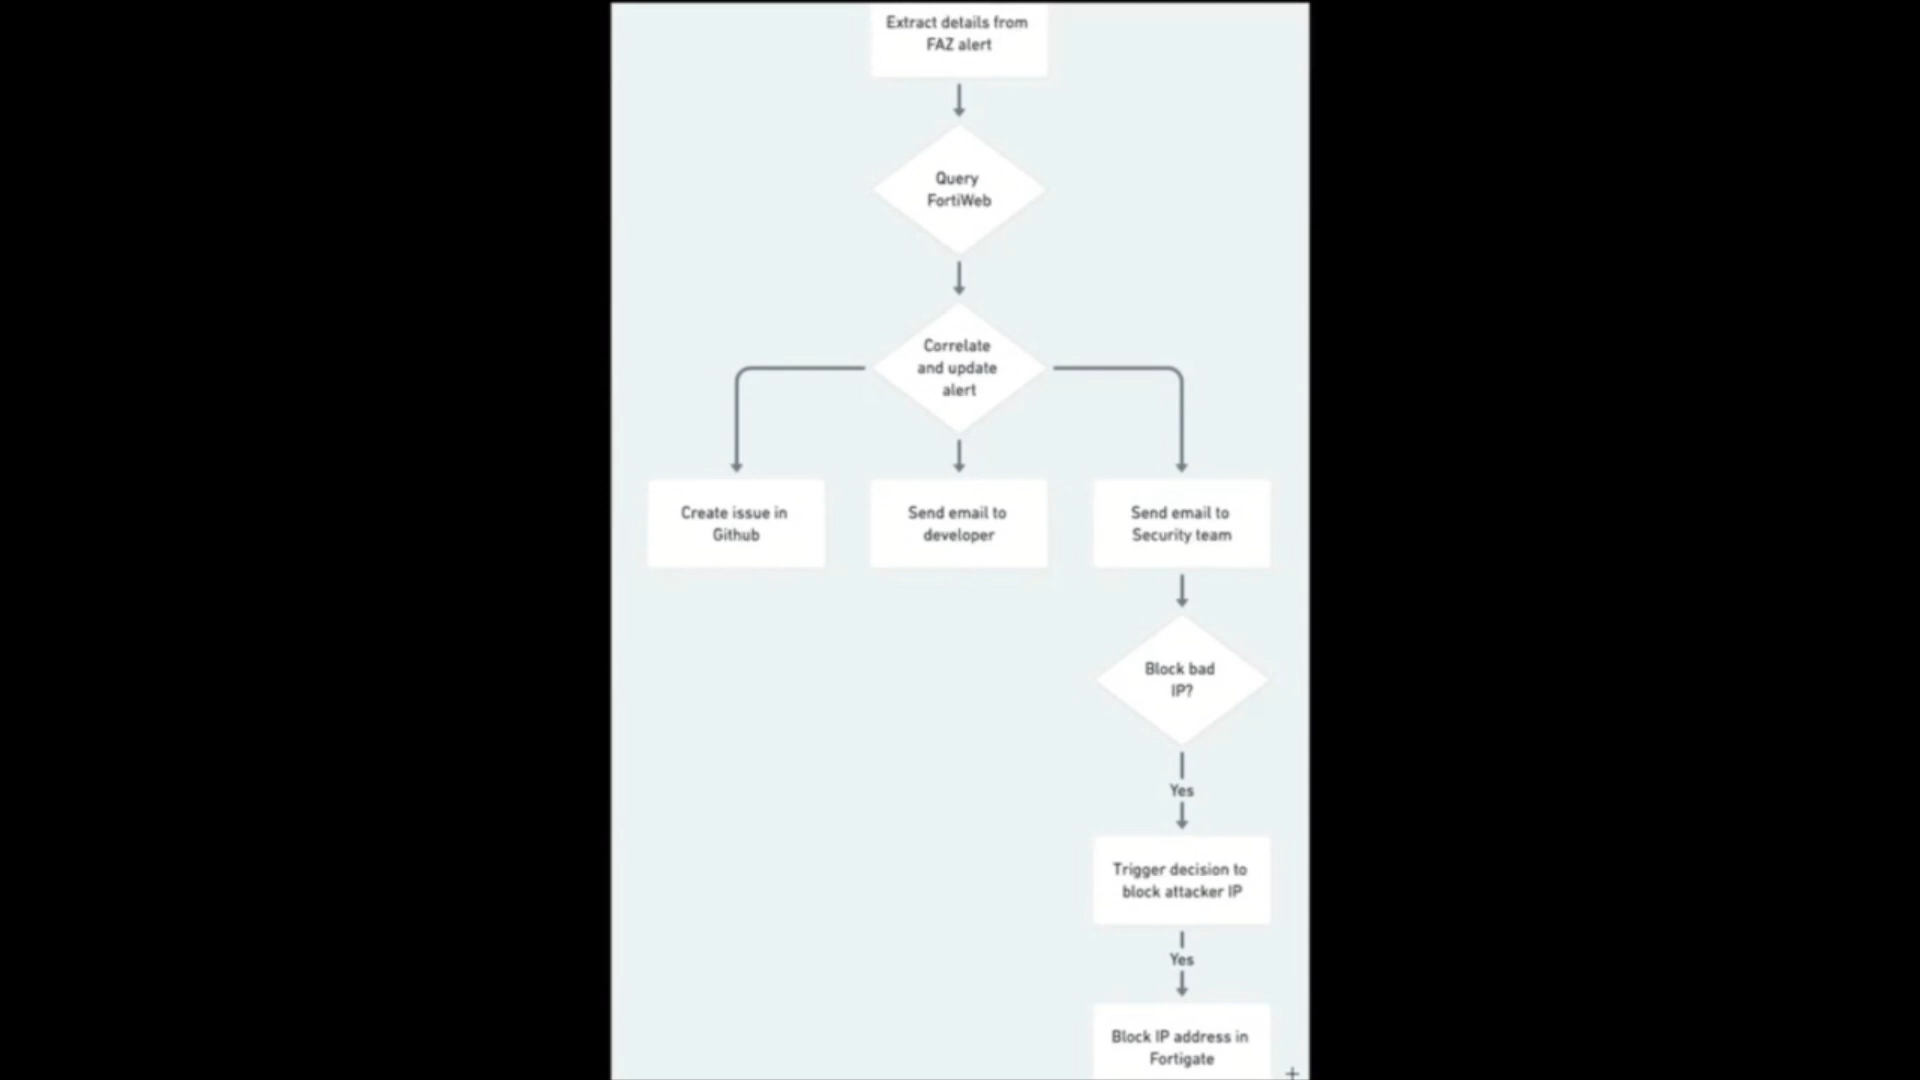 Extract details from
FAZ alert
Query
FortiWeb
Correlate
and update
alert
Create issue in
Github
Send email to
developer
Send email to
Security team
Block bad
IP?
Yes
Trigger decision to
block attacker IP
Yes
Block IP address in
Fortigate